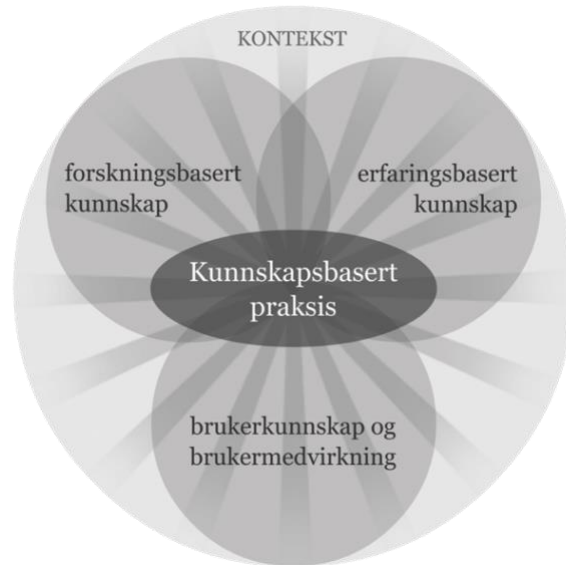 KONTEKST
forskningsbasert
kunnskap
erfaringsbasert
kunnskap
Kunnskapsbasert
praksis
brukerkunnskap og
brukermedvirkning